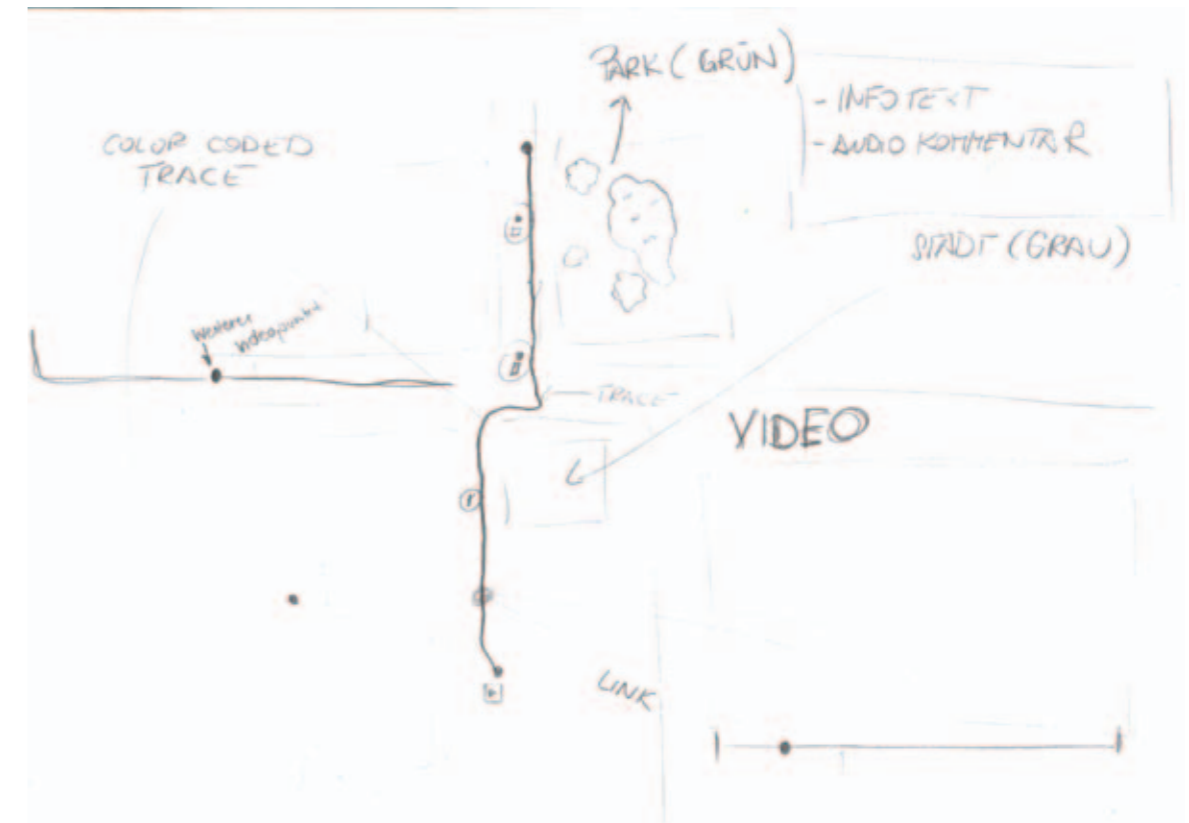 PARK (GRÜN)
- INFOTEXT
- AUDIO KOMMENTAR
COLOR CODED
TRACE
STADT (GRAU)
Weiterer
Videopunkt
TRACE
VIDEO
LINK